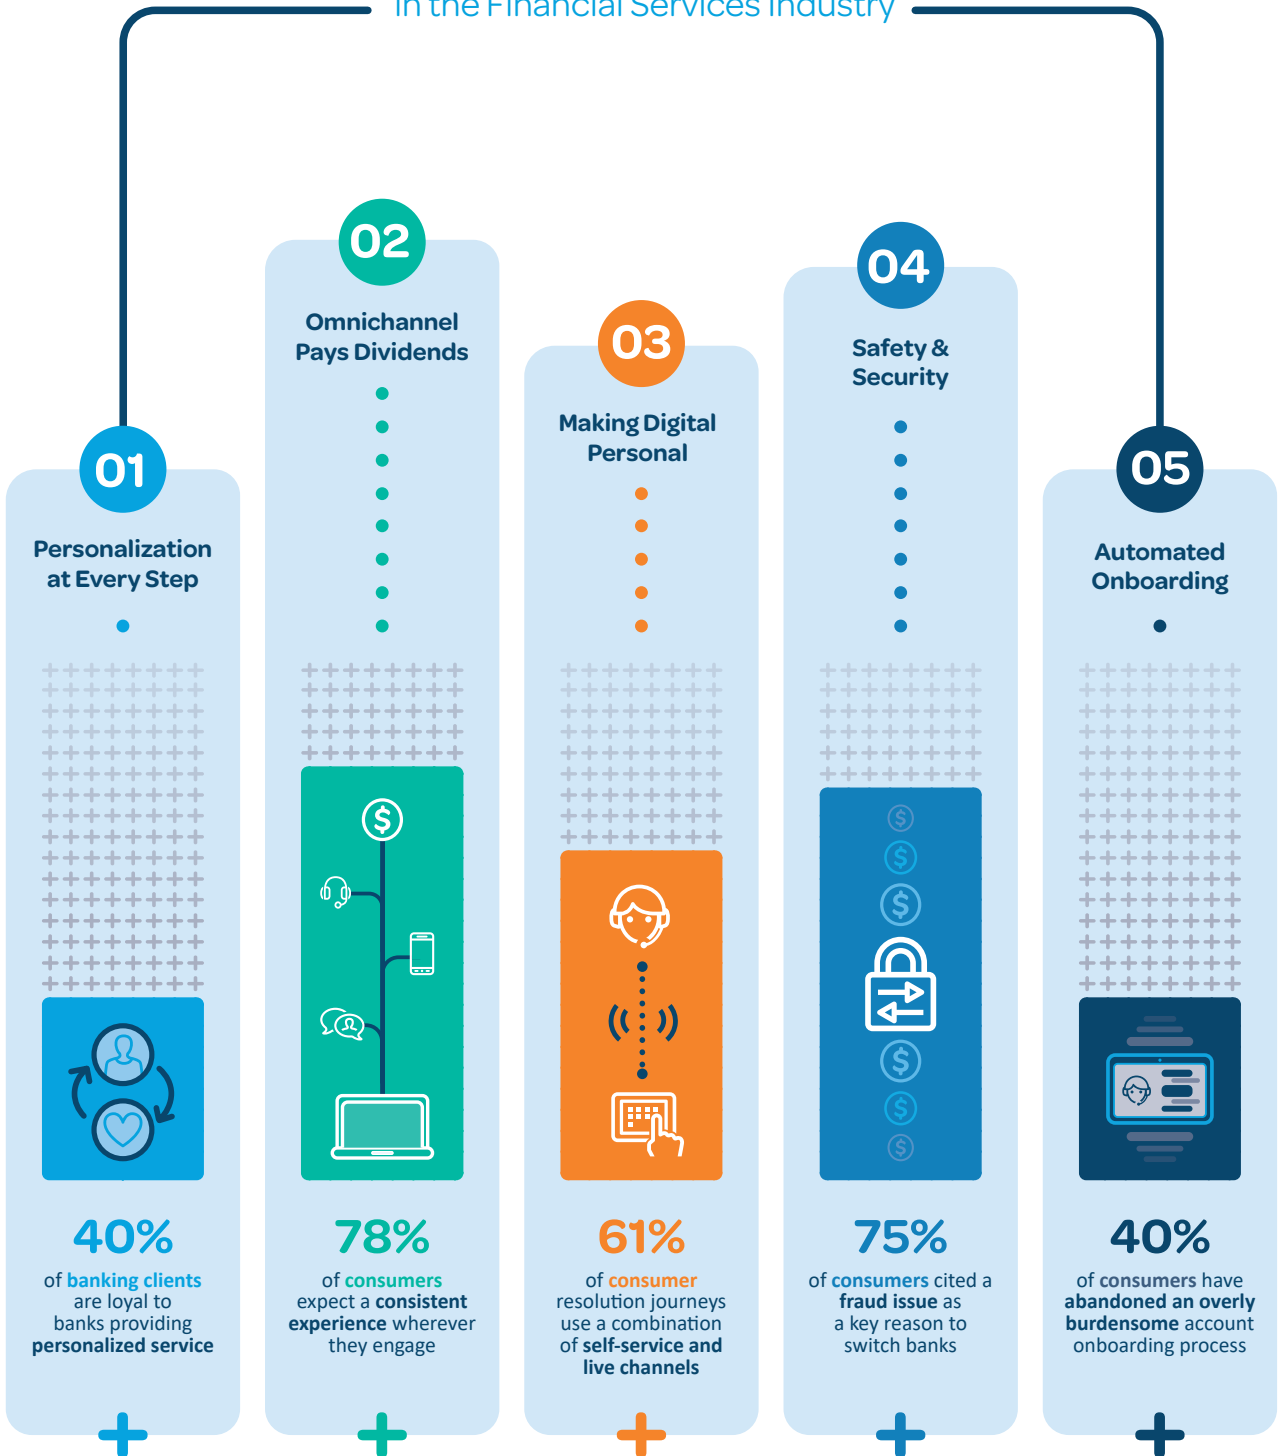 in the Financial Services Industry
01
Personalization
at Every Step
40%
of banking clients
are loyal to
banks providing
personalized service
02
Omnichannel
Pays Dividends
78%
of consumers
expect a consistent
experience wherever
they engage
03
Making Digital
Personal
61%
of consumer
resolution journeys
use a combination
of self-service and
live channels
04
Safety &
Security
75%
of consumers cited a
fraud issue as
a key reason to
switch banks
05
Automated
Onboarding
40%
of consumers have
abandoned an overly
burdensome account
onboarding process